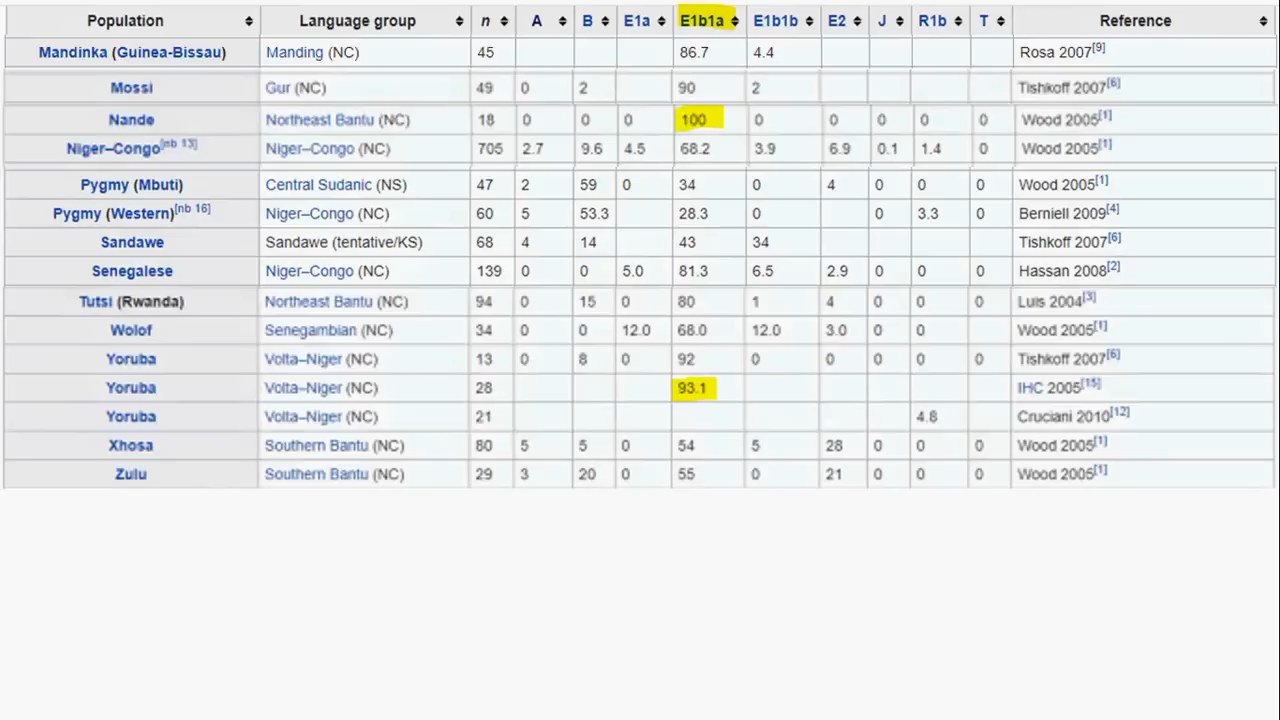 Population Language group n A B E1a E1b1a E1b1b E2 J R1b T Reference
Mandinka (Guinea-Bissau) Manding (NC) 45 86.7 4.4 Rosa 2007[9]
Mossi Gur (NC) 49 0 2 90 2 Tishkoff 2007[6]
Nande Northeast Bantu (NC) 18 0 0 0 100 0 0 0 0 0 Wood 2005[1]
Niger–Congo[nb 13] Niger–Congo (NC) 705 2.7 9.6 4.5 68.2 3.9 6.9 0.1 1.4 0 Wood 2005[1]
Pygmy (Mbuti) Central Sudanic (NS) 47 2 59 0 34 0 4 0 0 0 Wood 2005[1]
Pygmy (Western)[nb 16] Niger–Congo (NC) 60 5 53.3 28.3 0 0 3.3 0 Berniell 2009[4]
Sandawe Sandawe (tentative/KS) 68 4 14 43 34 Tishkoff 2007[6]
Senegalese Niger–Congo (NC) 139 0 0 5.0 81.3 6.5 2.9 0 0 0 Hassan 2008[2]
Tutsi (Rwanda) Northeast Bantu (NC) 94 0 15 0 80 1 4 0 0 0 Luis 2004[3]
Wolof Senegambian (NC) 34 0 0 12.0 68.0 12.0 3.0 0 0 0 Wood 2005[1]
Yoruba Volta–Niger (NC) 13 0 8 0 92 0 0 0 0 0 Tishkoff 2007[6]
Yoruba Volta–Niger (NC) 28 93.1 IHC 2005[15]
Yoruba Volta–Niger (NC) 21 4.8 Cruciani 2010[12]
Xhosa Southern Bantu (NC) 80 5 5 0 54 5 28 0 0 0 Wood 2005[1]
Zulu Southern Bantu (NC) 29 3 20 0 55 0 21 0 0 0 Wood 2005[1]